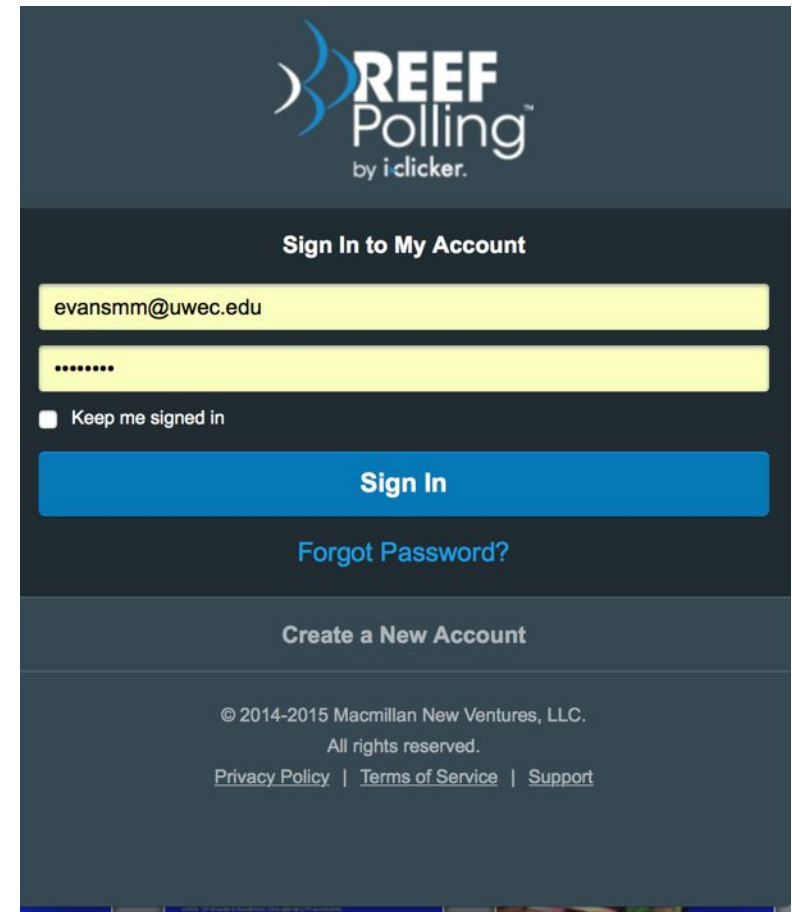 REEF
Polling™
by i>clicker.
Sign In to My Account
evansmm@uwec.edu
••••••••
Keep me signed in
Sign In
Forgot Password?
Create a New Account
© 2014-2015 Macmillan New Ventures, LLC.
All rights reserved.
Privacy Policy | Terms of Service | Support